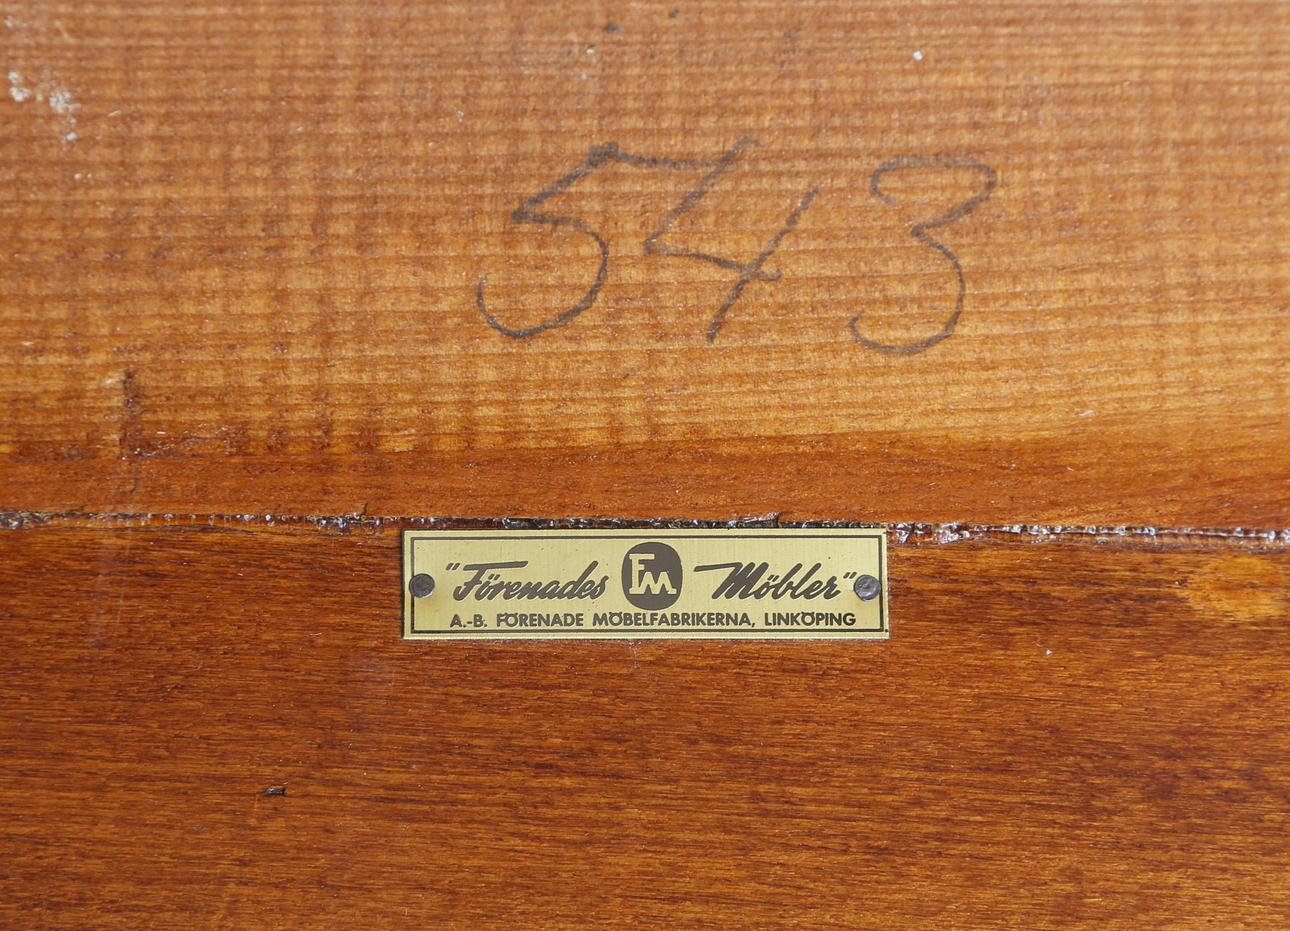 543
"Förenades FM Möbler"
A.-B. FÖRENADE MÖBELFABRIKERNA, LINKÖPING